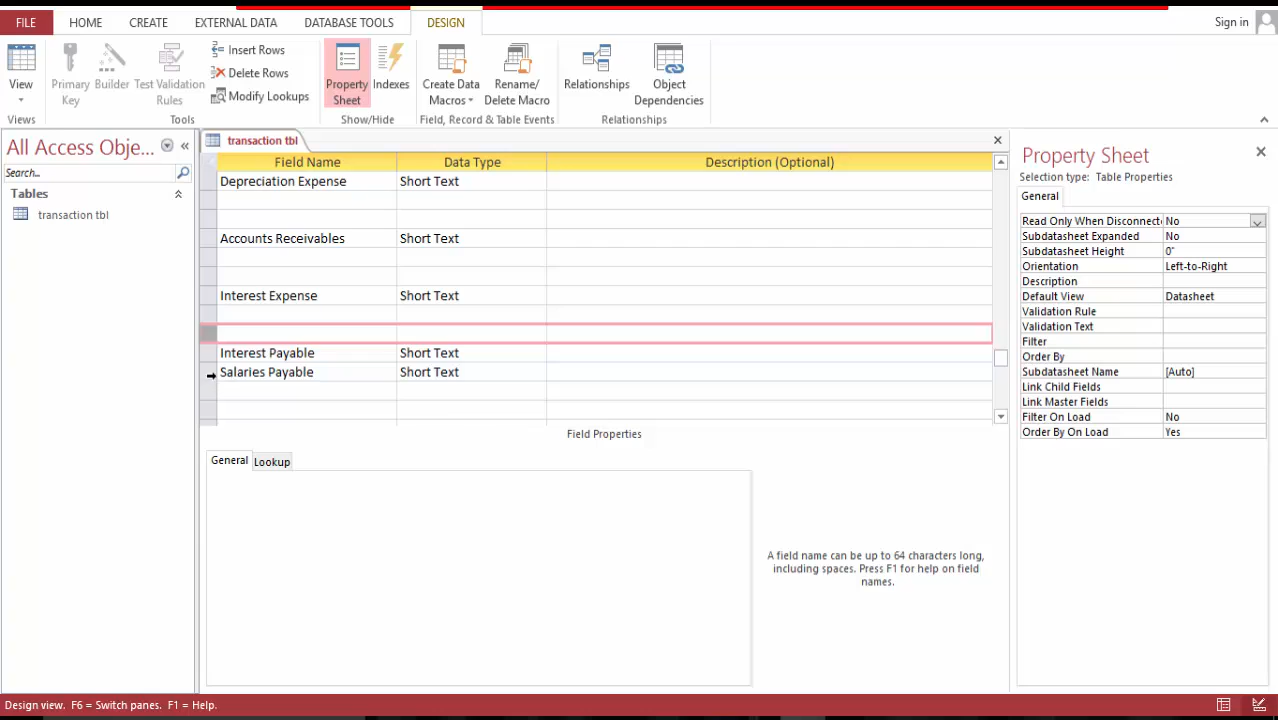 FILE HOME CREATE EXTERNAL DATA DATABASE TOOLS DESIGN Sign in
View
Views
Primary Key
Builder
Test Validation Rules
Insert Rows
Delete Rows
Modify Lookups
Tools
Property Sheet
Indexes
Show/Hide
Create Data Macros
Rename/ Delete Macro
Field, Record & Table Events
Relationships
Object Dependencies
Relationships
All Access Obje...
Search...
Tables
transaction tbl
transaction tbl
Field Name Data Type Description (Optional)
Depreciation Expense Short Text
Accounts Receivables Short Text
Interest Expense Short Text
Interest Payable Short Text
Salaries Payable Short Text
Field Properties
General Lookup
A field name can be up to 64 characters long,
including spaces. Press F1 for help on field
names.
Property Sheet
Selection type: Table Properties
General
Read Only When Disconnect No
Subdatasheet Expanded No
Subdatasheet Height 0"
Orientation Left-to-Right
Description
Default View Datasheet
Validation Rule
Validation Text
Filter
Order By
Subdatasheet Name [Auto]
Link Child Fields
Link Master Fields
Filter On Load No
Order By On Load Yes
Design view. F6 = Switch panes. F1 = Help.